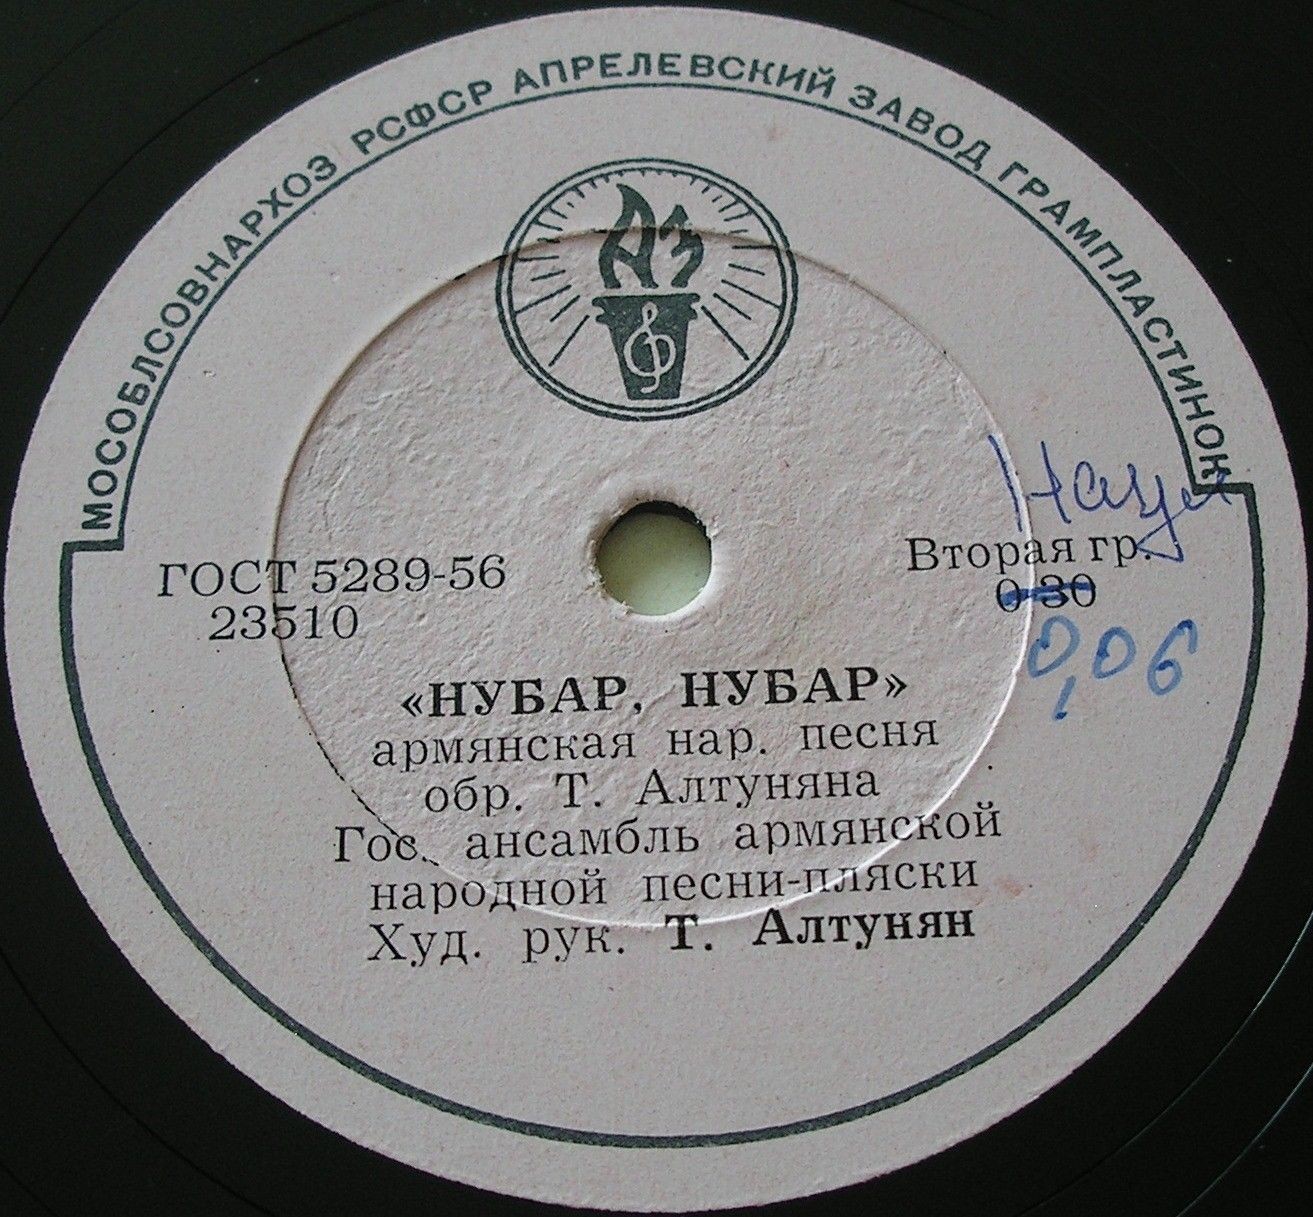 МОСОБЛСОВНАРХОЗ РСФСР АПРЕЛЕВСКИЙ ЗАВОД ГРАМПЛАСТИНОК
АЗ
ГОСТ 5289-56
23510
Вторая гр.
0-30
0,06
«НУБАР, НУБАР»
армянская нар. песня
обр. Т. Алтуняна
Гос. ансамбль армянской
народной песни-пляски
Худ. рук. Т. Алтунян